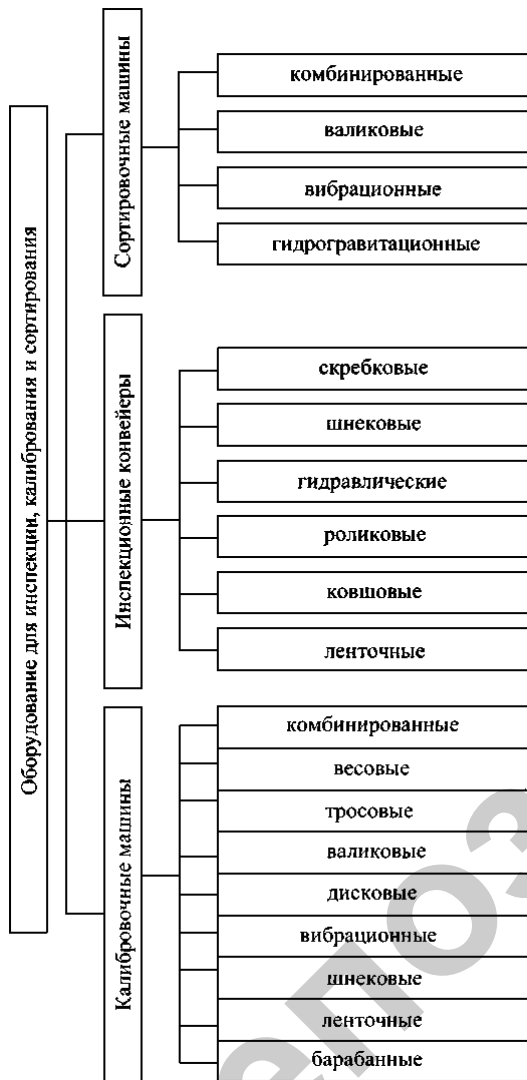 Оборудование для инспекции, калибрования и сортирования
Сортировочные машины
комбинированные
валиковые
вибрационные
гидрогравитационные
Инспекционные конвейеры
скребковые
шнековые
гидравлические
роликовые
ковшовые
ленточные
Калибровочные машины
комбинированные
весовые
тросовые
валиковые
дисковые
вибрационные
шнековые
ленточные
барабанные